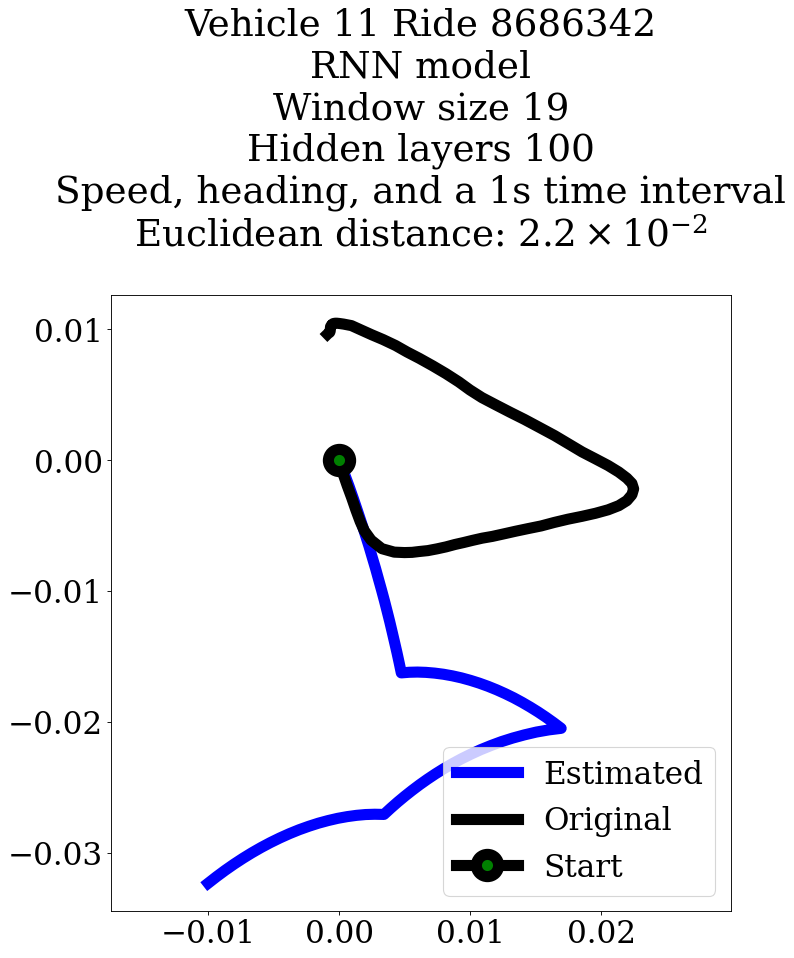 Vehicle 11 Ride 8686342
RNN model
Window size 19
Hidden layers 100
Speed, heading, and a 1s time interval
Euclidean distance: 2.2 × 10⁻²
0.01
0.00
−0.01
−0.02
−0.03
Estimated
Original
Start
−0.01 0.00 0.01 0.02